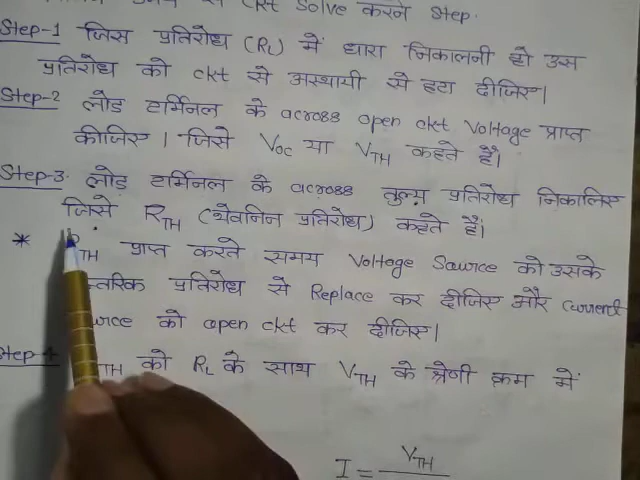 से ckt Solve करने Step.
Step-1 जिस प्रतिरोध (RL) में धारा निकालनी हो उस
प्रतिरोध को ckt से अस्थायी से हटा दीजिए।
Step-2 लोड टर्मिनल के across open ckt Voltage प्राप्त
कीजिए। जिसे Voc या VTH कहते हैं।
Step-3. लोड़ टर्मिनल के across तुल्य प्रतिरोध निकालिए
जिसे RTH (थेवनिन प्रतिरोध) कहते हैं।
* TH प्राप्त करते समय Voltage Source को उसके
प्रतिरोध से Replace कर दीजिए और Current
को open ckt कर दीजिए।
Step-4 TH को RL के साथ VTH के श्रेणी क्रम में
I = VTH